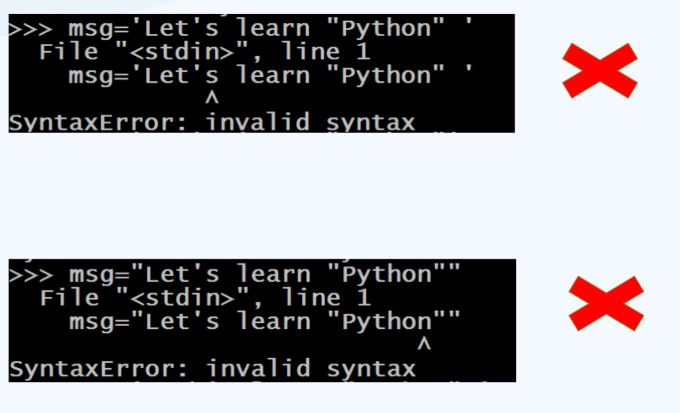 >>> msg='Let's learn "Python" '
  File "<stdin>", line 1
    msg='Let's learn "Python" '
             ^
SyntaxError: invalid syntax
>>> msg="Let's learn "Python""
  File "<stdin>", line 1
    msg="Let's learn "Python""
                           ^
SyntaxError: invalid syntax